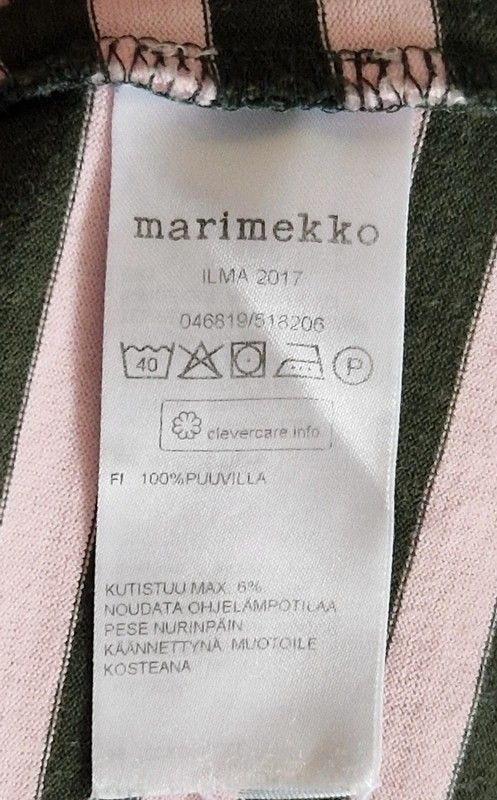 marimekko
ILMA 2017
046819/518206
40 P
clevercare.info
FI 100%PUUVILLA
KUTISTUU MAX. 6%
NOUDATA OHJELÄMPÖTILAA
PESE NURINPÄIN
KÄÄNNETTYNÄ. MUOTOILE
KOSTEANA